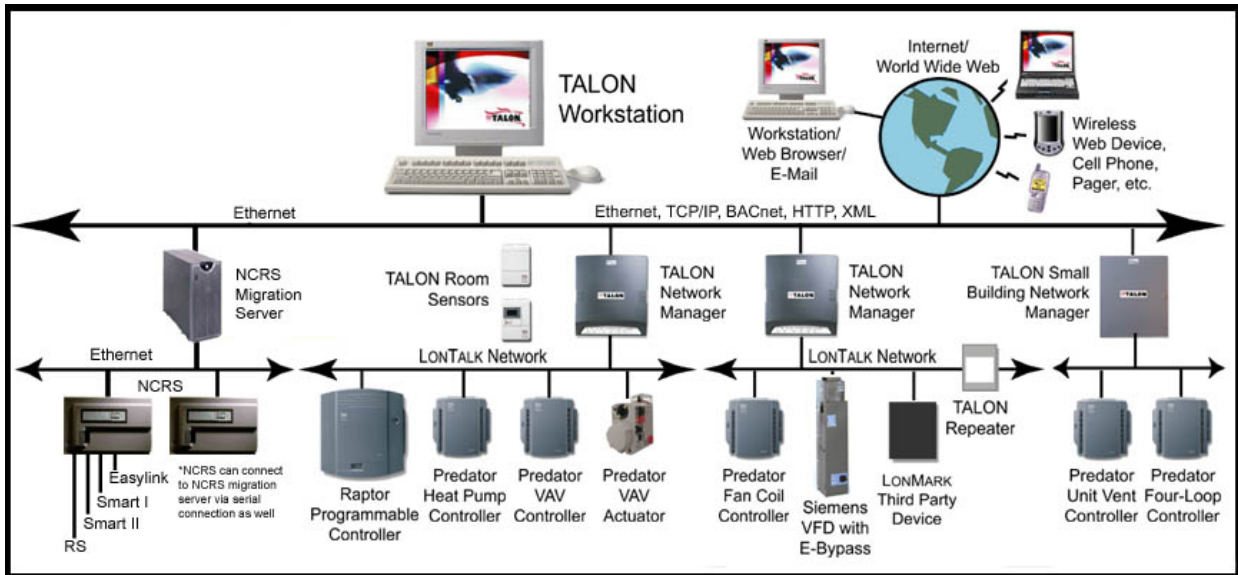 TALON
Workstation
TALON
Workstation/
Web Browser/
E-Mail
Internet/
World Wide Web
Wireless
Web Device,
Cell Phone,
Pager, etc.
Ethernet
Ethernet, TCP/IP, BACnet, HTTP, XML
NCRS
Migration
Server
TALON Room
Sensors
TALON
TALON
Network
Manager
TALON
TALON
Network
Manager
TALON Small
Building Network
Manager
TALON
Ethernet
LONTALK Network
LONTALK Network
NCRS
Easylink
Smart I
Smart II
RS
*NCRS can connect
to NCRS migration
server via serial
connection as well
Raptor
Programmable
Controller
Predator
Heat Pump
Controller
Predator
VAV
Controller
Predator
VAV
Actuator
Predator
Fan Coil
Controller
Siemens
VFD with
E-Bypass
LONMARK
Third Party
Device
TALON
Repeater
Predator
Unit Vent
Controller
Predator
Four-Loop
Controller